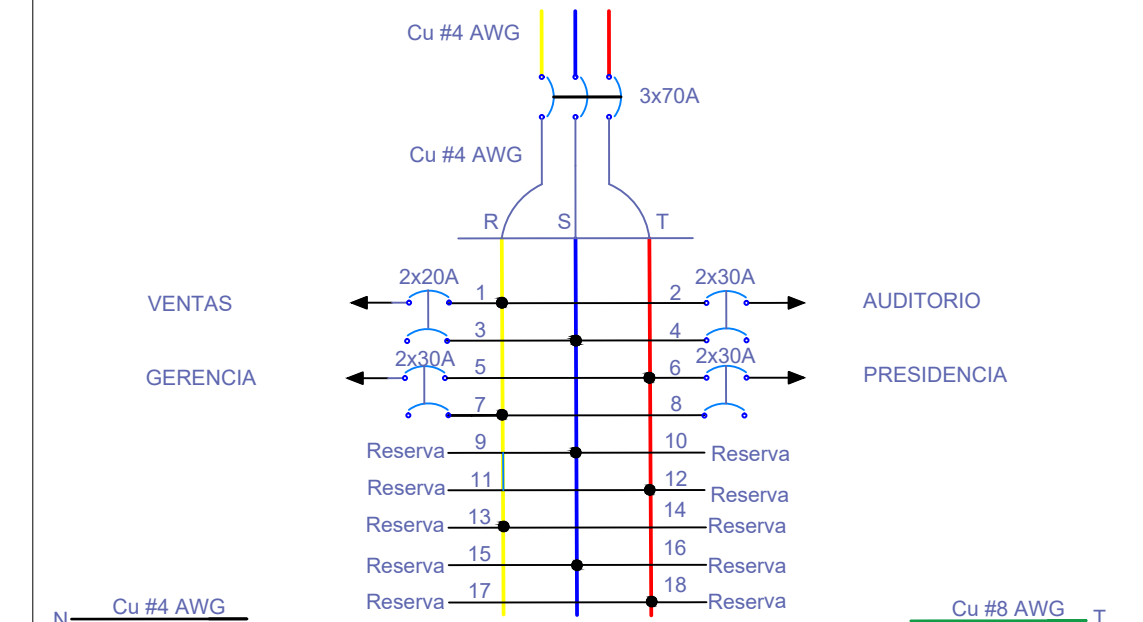 Cu #4 AWG
3x70A
Cu #4 AWG
R S T
2x20A 2x30A
VENTAS 1 2 AUDITORIO
3 4
2x30A 2x30A
GERENCIA 5 6 PRESIDENCIA
7 8
Reserva 9 10 Reserva
Reserva 11 12 Reserva
Reserva 13 14 Reserva
Reserva 15 16 Reserva
Reserva 17 18 Reserva
N Cu #4 AWG Cu #8 AWG T